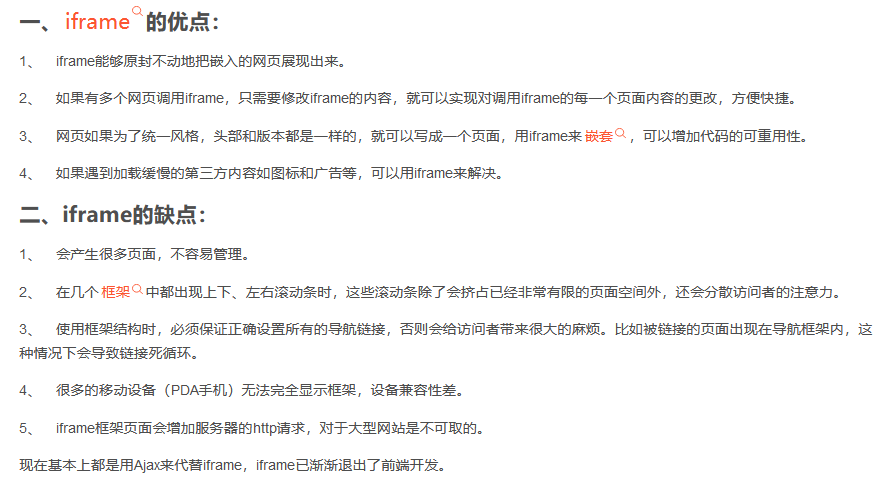 一、iframe的优点：
1、 iframe能够原封不动地把嵌入的网页展现出来。
2、 如果有多个网页调用iframe，只需要修改iframe的内容，就可以实现对调用iframe的每一个页面内容的更改，方便快捷。
3、 网页如果为了统一风格，头部和版本都是一样的，就可以写成一个页面，用iframe来嵌套，可以增加代码的可重用性。
4、 如果遇到加载缓慢的第三方内容如图标和广告等，可以用iframe来解决。
二、iframe的缺点：
1、 会产生很多页面，不容易管理。
2、 在几个框架中都出现上下、左右滚动条时，这些滚动条除了会挤占已经非常有限的页面空间外，还会分散访问者的注意力。
3、 使用框架结构时，必须保证正确设置所有的导航链接，否则会给访问者带来很大的麻烦。比如被链接的页面出现在导航框架内，这
种情况下会导致链接死循环。
4、 很多的移动设备（PDA手机）无法完全显示框架，设备兼容性差。
5、 iframe框架页面会增加服务器的http请求，对于大型网站是不可取的。
现在基本上都是用Ajax来代替iframe，iframe已渐渐退出了前端开发。